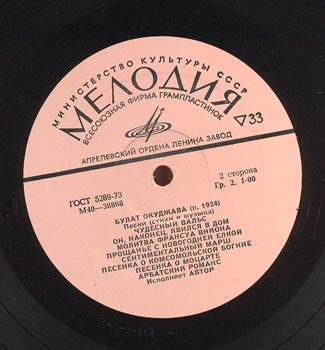 МИНИСТЕРСТВО КУЛЬТУРЫ СССР
МЕЛОДИЯ
ВСЕСОЮЗНАЯ ФИРМА ГРАМПЛАСТИНОК
33
АПРЕЛЕВСКИЙ ОРДЕНА ЛЕНИНА ЗАВОД
ГОСТ 5289-73
М40—38868
2 сторона
Гр. 2. 1-00
БУЛАТ ОКУДЖАВА (р. 1924)
Песни (стихи и музыка)
ЧУДЕСНЫЙ ВАЛЬС
ОН, НАКОНЕЦ, ЯВИЛСЯ В ДОМ
МОЛИТВА ФРАНСУА ВИЙОНА
ПРОЩАНЬЕ С НОВОГОДНЕЙ ЕЛКОЙ
СЕНТИМЕНТАЛЬНЫЙ МАРШ
ПЕСЕНКА О КОМСОМОЛЬСКОЙ БОГИНЕ
ПЕСЕНКА О МОЦАРТЕ
АРБАТСКИЙ РОМАНС
Исполняет АВТОР